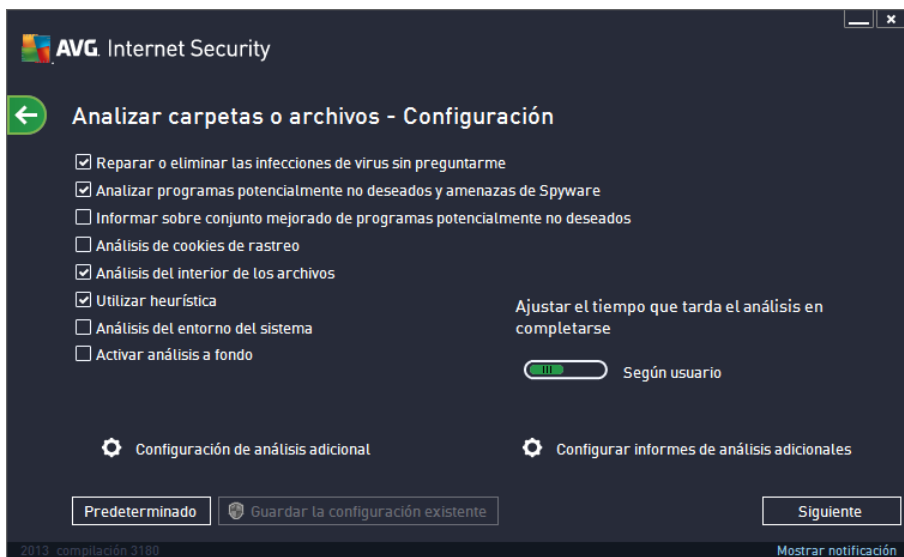 AVG. Internet Security
Analizar carpetas o archivos - Configuración
Reparar o eliminar las infecciones de virus sin preguntarme
Analizar programas potencialmente no deseados y amenazas de Spyware
Informar sobre conjunto mejorado de programas potencialmente no deseados
Análisis de cookies de rastreo
Análisis del interior de los archivos
Utilizar heurística
Análisis del entorno del sistema
Activar análisis a fondo
Ajustar el tiempo que tarda el análisis en
completarse
Según usuario
Configuración de análisis adicional
Configurar informes de análisis adicionales
Predeterminado
Guardar la configuración existente
Siguiente
2013 compilación 3180
Mostrar notificación